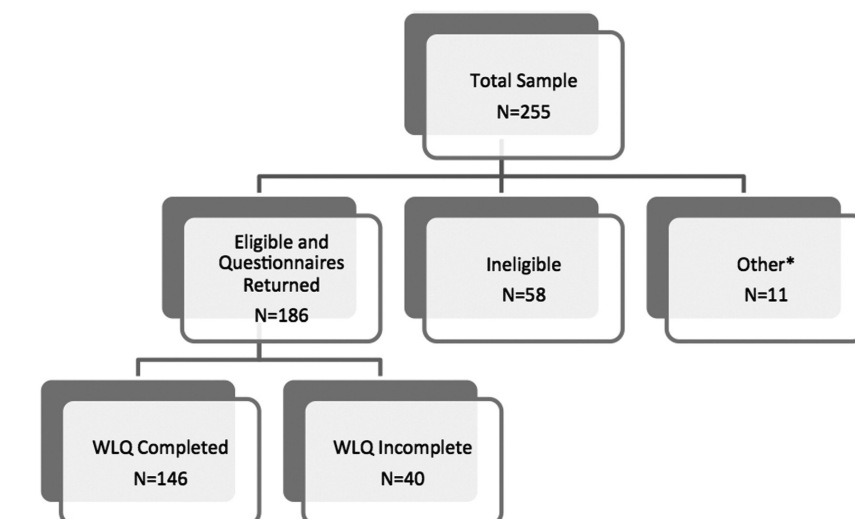 Total Sample
N=255
Eligible and
Questionnaires
Returned
N=186
Ineligible
N=58
Other*
N=11
WLQ Completed
N=146
WLQ Incomplete
N=40